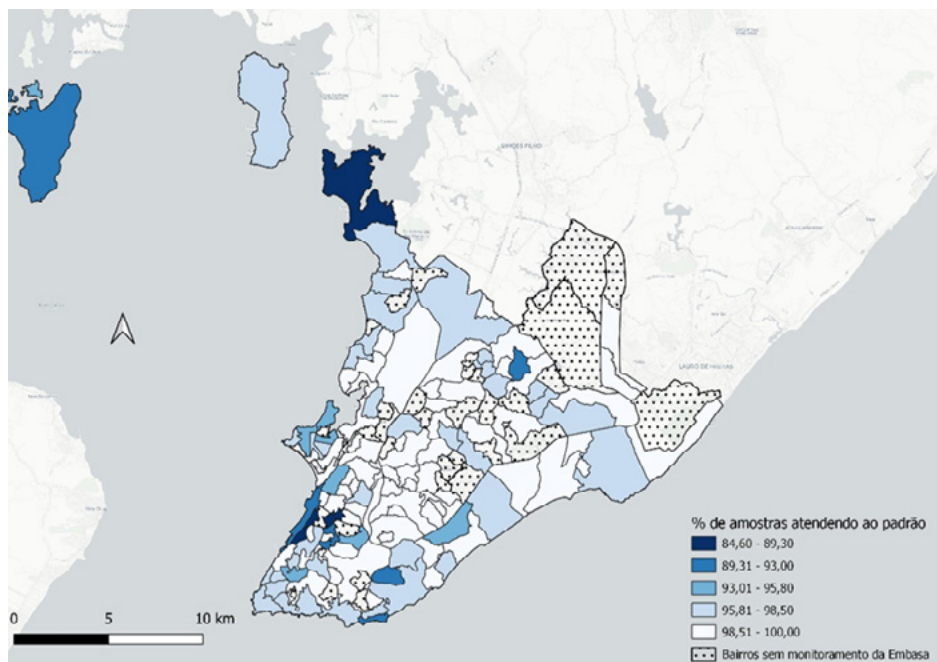 SIMÕES FILHO
LAURO DE FREITAS
% de amostras atendendo ao padrão
84,60 - 89,30
89,31 - 93,00
93,01 - 95,80
95,81 - 98,50
98,51 - 100,00
Bairros sem monitoramento da Embasa
0 5 10 km